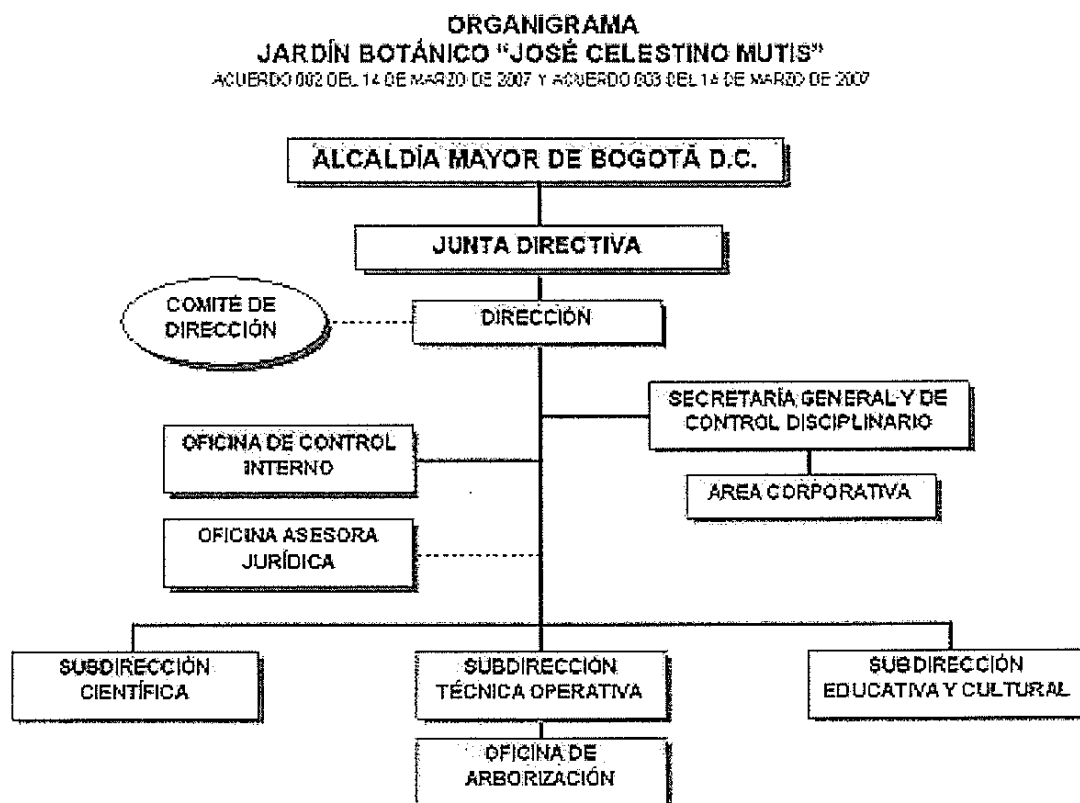 ORGANIGRAMA
JARDÍN BOTÁNICO “JOSÉ CELESTINO MUTIS”
ACUERDO 002 DEL 14 DE MARZO DE 2007 Y ACUERDO 003 DEL 14 DE MARZO DE 2007
ALCALDÍA MAYOR DE BOGOTÁ D.C.
JUNTA DIRECTIVA
COMITÉ DE
DIRECCIÓN
DIRECCIÓN
SECRETARÍA GENERAL Y DE
CONTROL DISCIPLINARIO
OFICINA DE CONTROL
INTERNO
AREA CORPORATIVA
OFICINA ASESORA
JURÍDICA
SUBDIRECCIÓN
CIENTÍFICA
SUBDIRECCIÓN
TÉCNICA OPERATIVA
SUBDIRECCIÓN
EDUCATIVA Y CULTURAL
OFICINA DE
ARBORIZACIÓN